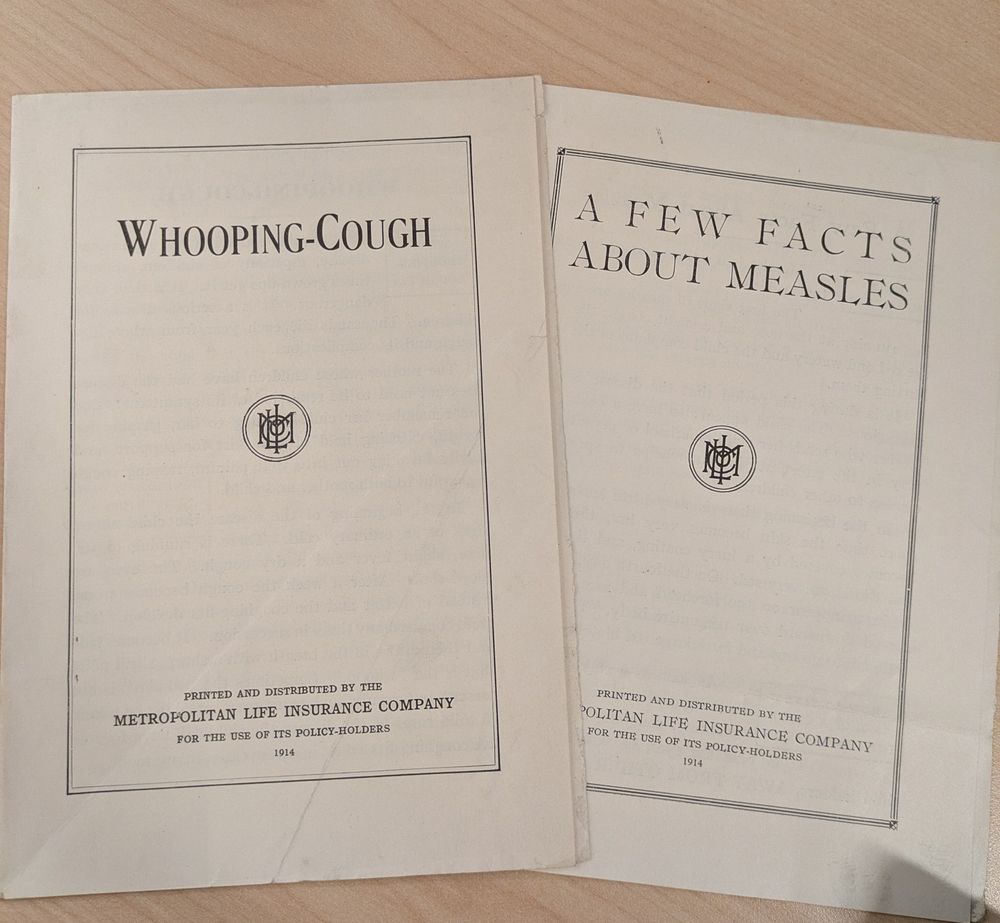 WHOOPING-COUGH
PRINTED AND DISTRIBUTED BY THE
METROPOLITAN LIFE INSURANCE COMPANY
FOR THE USE OF ITS POLICY-HOLDERS
1914
A FEW FACTS
ABOUT MEASLES
PRINTED AND DISTRIBUTED BY THE
POLITAN LIFE INSURANCE COMPANY
FOR THE USE OF ITS POLICY-HOLDERS
1914